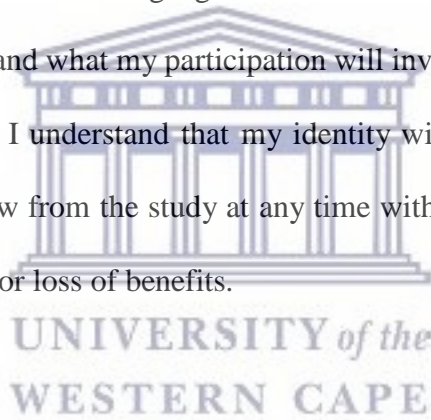 and what my participation will inv
I understand that my identity wi
w from the study at any time with
or loss of benefits.
UNIVERSITY of the
WESTERN CAPE